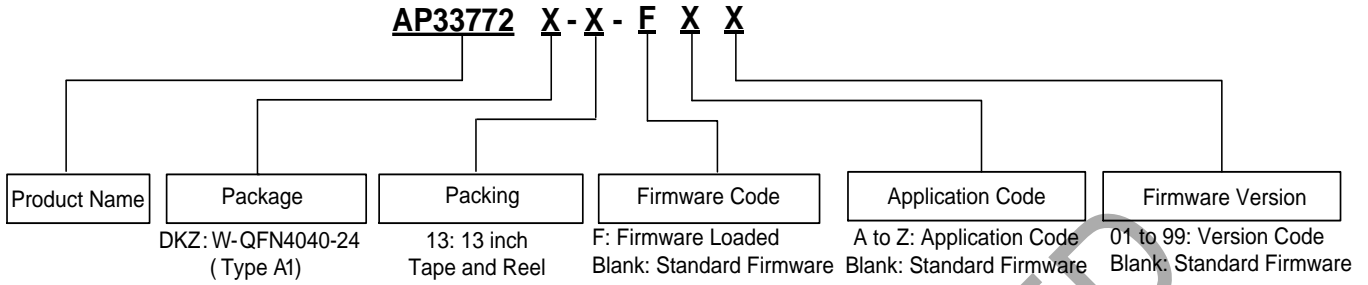 AP33772 X - X - F X X
Product Name
Package
Packing
Firmware Code
Application Code
Firmware Version
DKZ: W-QFN4040-24
( Type A1)
13: 13 inch
Tape and Reel
F: Firmware Loaded
Blank: Standard Firmware
A to Z: Application Code
Blank: Standard Firmware
01 to 99: Version Code
Blank: Standard Firmware